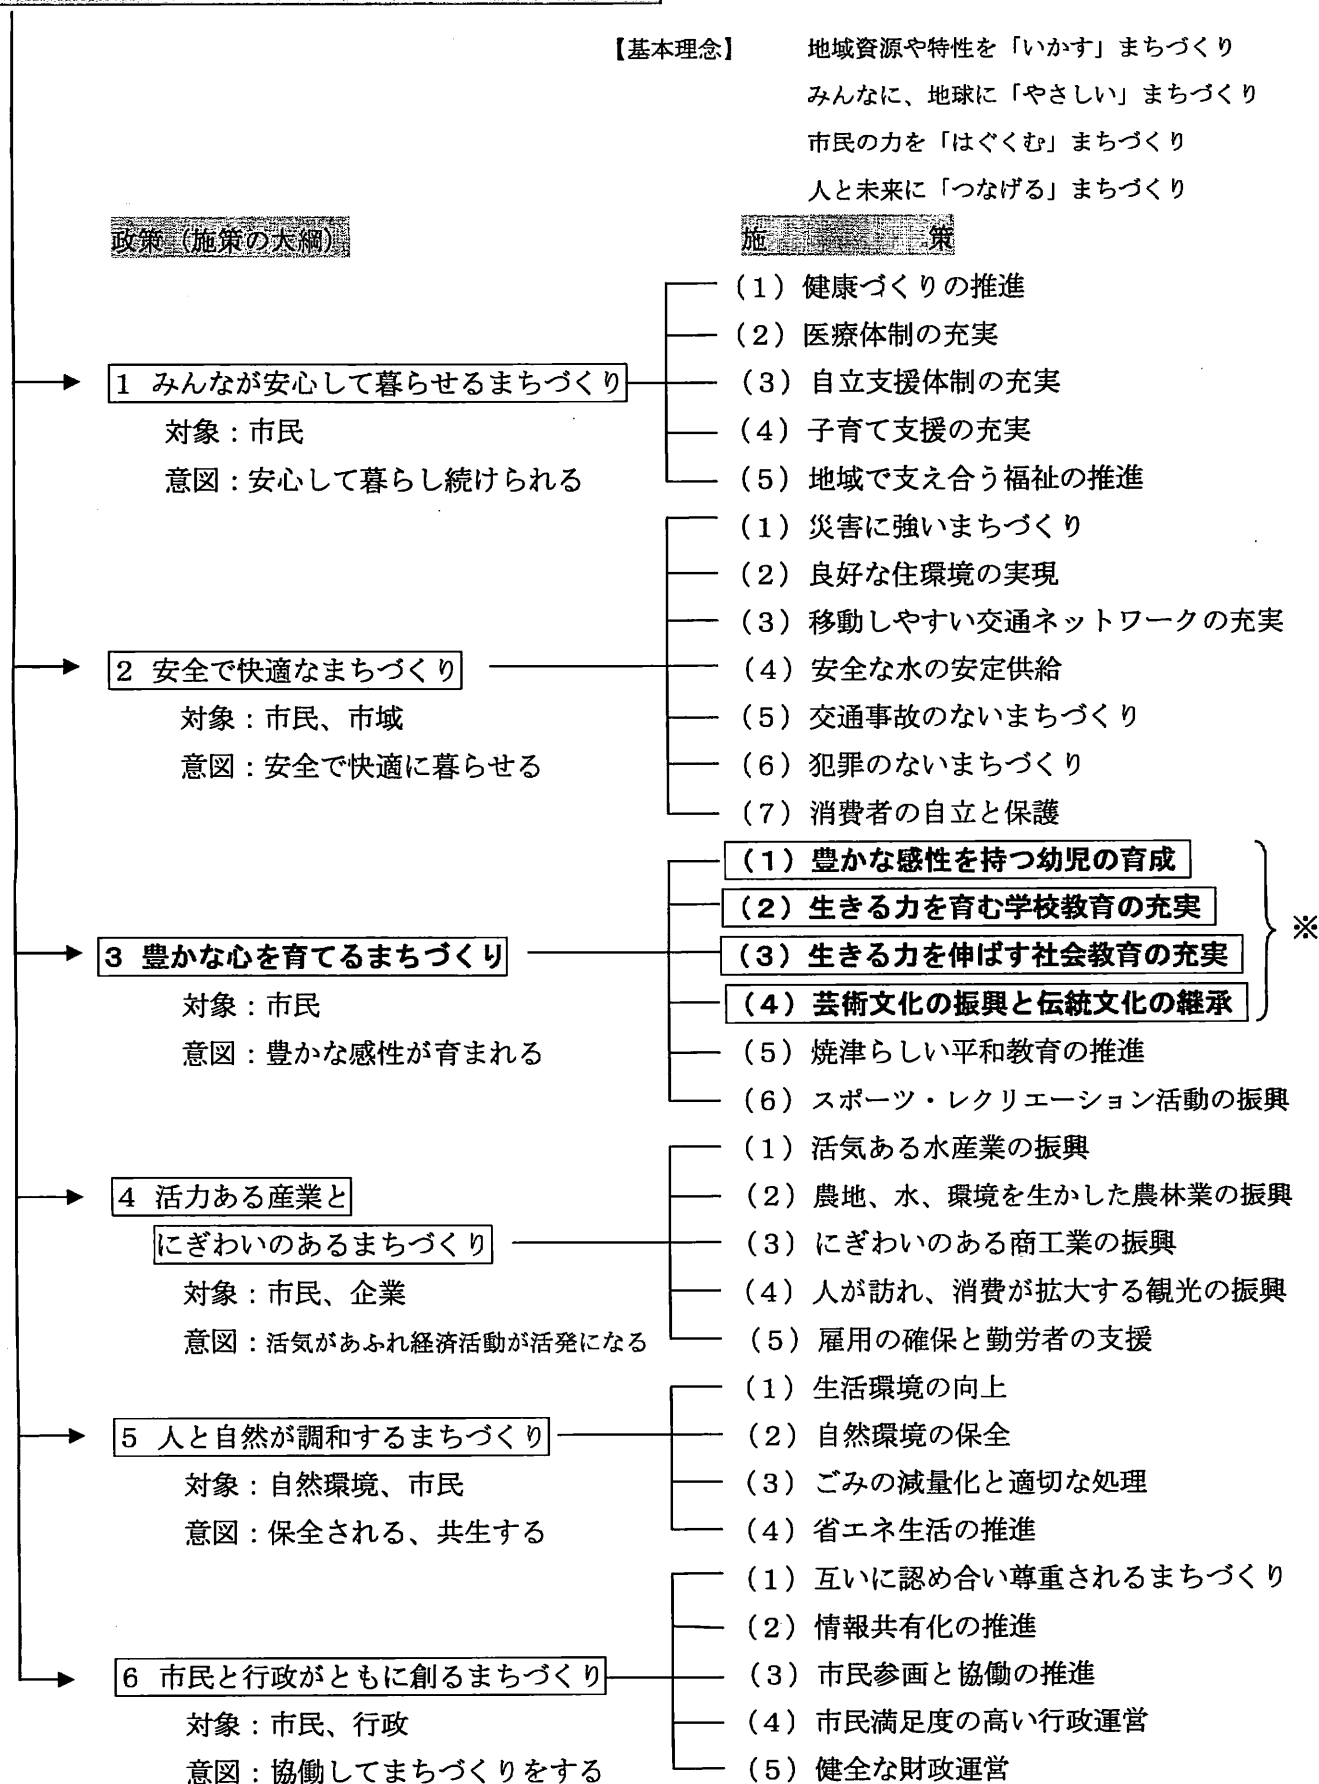 【基本理念】 地域資源や特性を「いかす」まちづくり
みんなに、地球に「やさしい」まちづくり
市民の力を「はぐくむ」まちづくり
人と未来に「つなげる」まちづくり
政策（施策の大綱） 施 策
（1）健康づくりの推進
（2）医療体制の充実
1 みんなが安心して暮らせるまちづくり （3）自立支援体制の充実
対象：市民 （4）子育て支援の充実
意図：安心して暮らし続けられる （5）地域で支え合う福祉の推進
（1）災害に強いまちづくり
（2）良好な住環境の実現
（3）移動しやすい交通ネットワークの充実
2 安全で快適なまちづくり （4）安全な水の安定供給
対象：市民、市域 （5）交通事故のないまちづくり
意図：安全で快適に暮らせる （6）犯罪のないまちづくり
（7）消費者の自立と保護
（1）豊かな感性を持つ幼児の育成
（2）生きる力を育む学校教育の充実 ※
3 豊かな心を育てるまちづくり （3）生きる力を伸ばす社会教育の充実
対象：市民 （4）芸術文化の振興と伝統文化の継承
意図：豊かな感性が育まれる （5）焼津らしい平和教育の推進
（6）スポーツ・レクリエーション活動の振興
（1）活気ある水産業の振興
4 活力ある産業と （2）農地、水、環境を生かした農林業の振興
にぎわいのあるまちづくり （3）にぎわいのある商工業の振興
対象：市民、企業 （4）人が訪れ、消費が拡大する観光の振興
意図：活気があふれ経済活動が活発になる （5）雇用の確保と勤労者の支援
（1）生活環境の向上
5 人と自然が調和するまちづくり （2）自然環境の保全
対象：自然環境、市民 （3）ごみの減量化と適切な処理
意図：保全される、共生する （4）省エネ生活の推進
（1）互いに認め合い尊重されるまちづくり
（2）情報共有化の推進
6 市民と行政がともに創るまちづくり （3）市民参画と協働の推進
対象：市民、行政 （4）市民満足度の高い行政運営
意図：協働してまちづくりをする （5）健全な財政運営